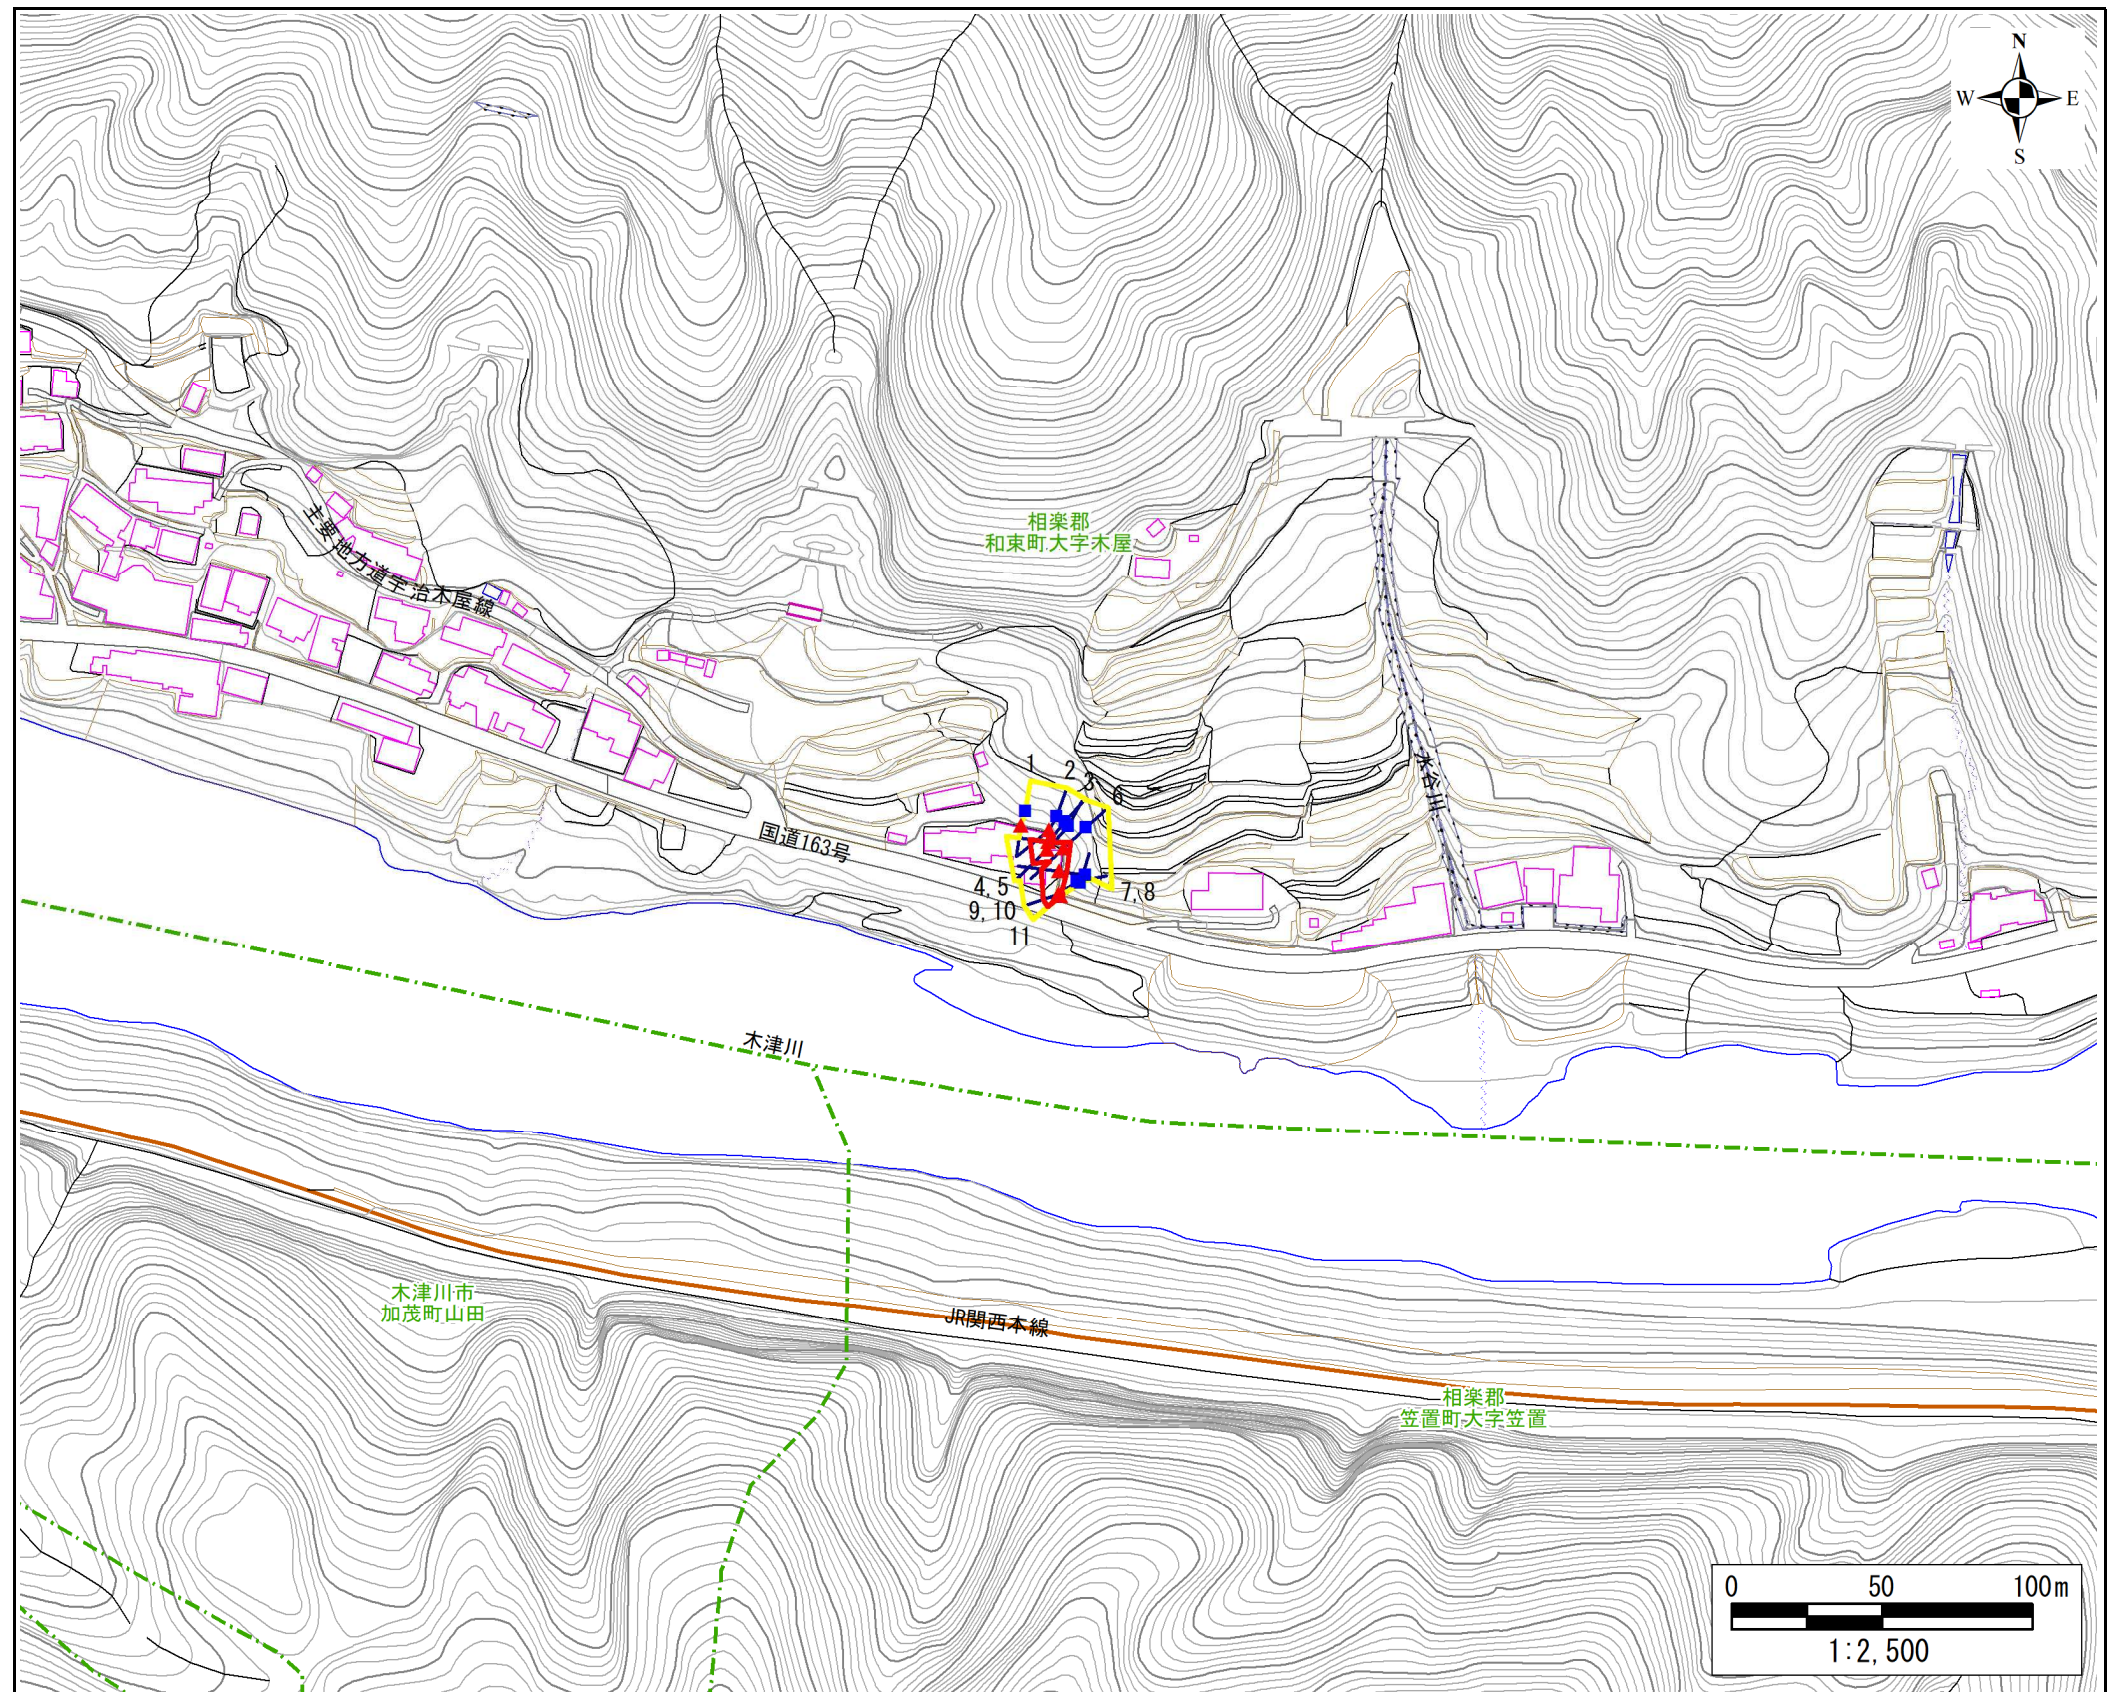 N
W E
S
主要地方道宇治木屋線
相楽郡
和束町大字木屋
国道163号
1
2
3
6
4,5
9,10
11
7,8
木津川
木津川市
加茂町山田
JR関西本線
相楽郡
笠置町大字笠置
0 50 100m
1:2,500